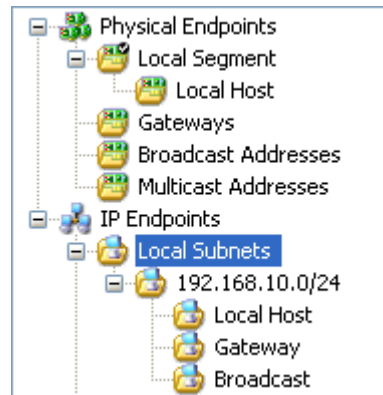 Physical Endpoints
Local Segment
Local Host
Gateways
Broadcast Addresses
Multicast Addresses
IP Endpoints
Local Subnets
192.168.10.0/24
Local Host
Gateway
Broadcast